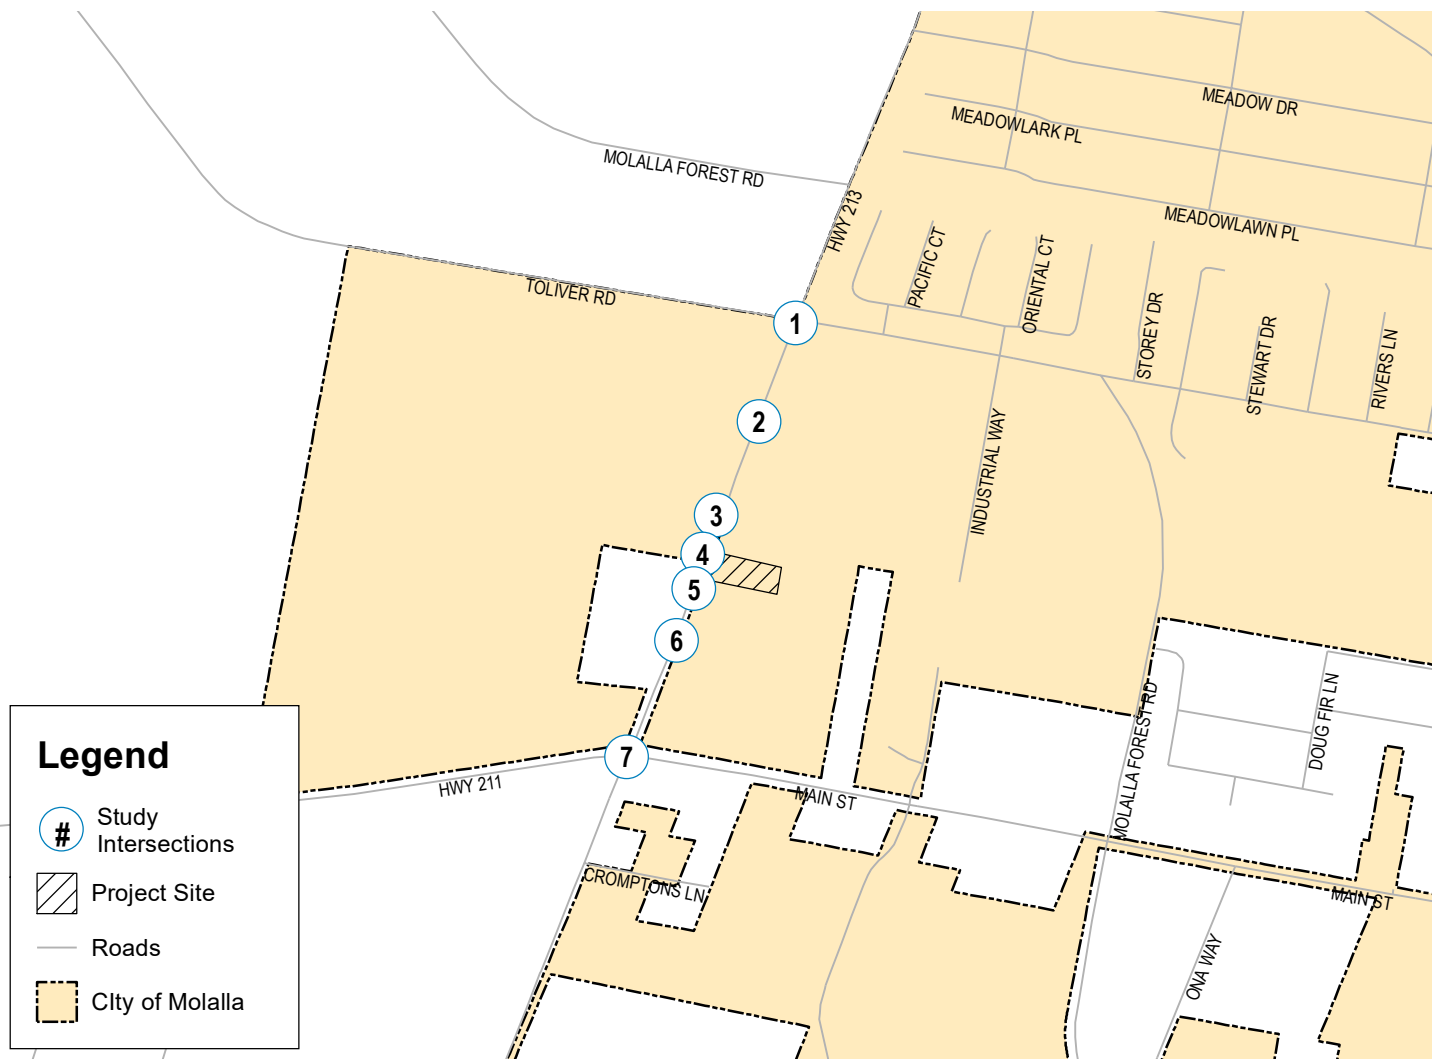 MEADOW DR
MEADOWLARK PL
MOLALLA FOREST RD
HWY 213
MEADOWLAWN PL
PACIFIC CT
ORIENTAL CT
TOLIVER RD
STOREY DR
STEWART DR
RIVERS LN
1
2
INDUSTRIAL WAY
3
4
5
6
MOLALLA FOREST RD
DOUG FIR LN
7
HWY 211
MAIN ST
CROMPTONS LN
MAIN ST
ONA WAY
Legend
# Study
Intersections
Project Site
Roads
CIty of Molalla